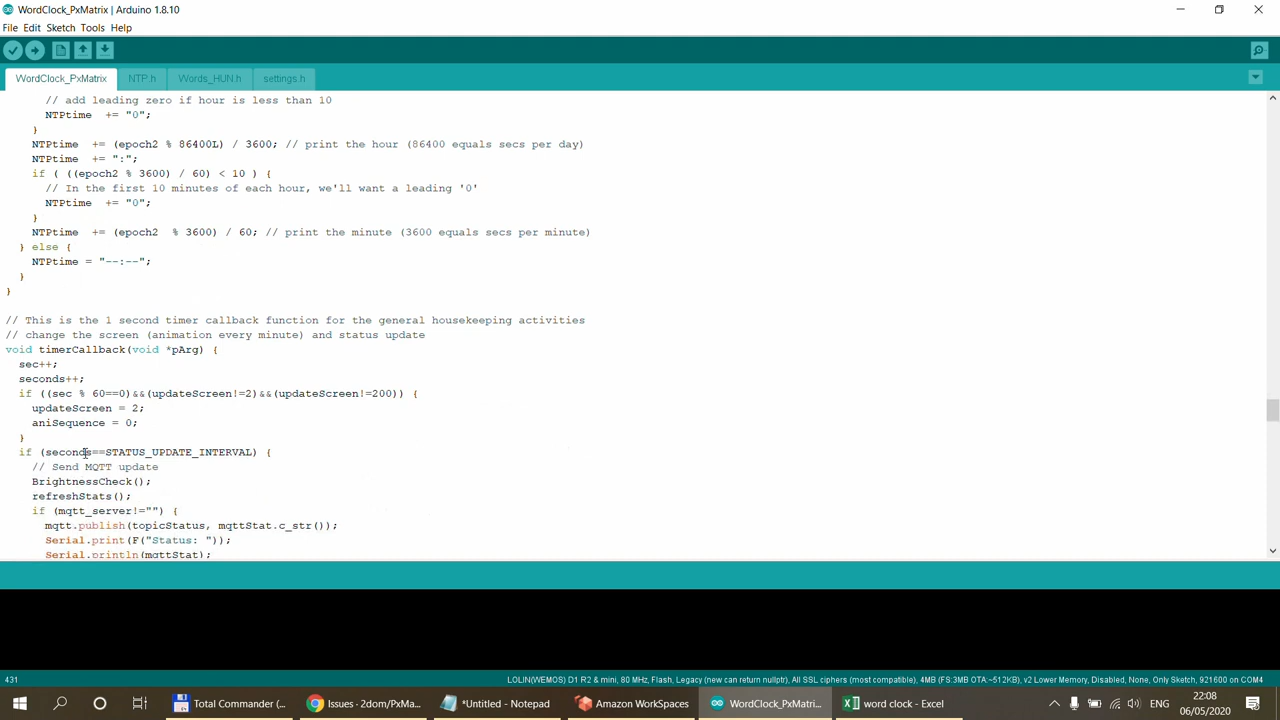 WordClock_PxMatrix | Arduino 1.8.10
File Edit Sketch Tools Help
WordClock_PxMatrix NTP.h Words_HUN.h settings.h
// add leading zero if hour is less than 10
NTPtime  += "0";
}
NTPtime  += (epoch2 % 86400L) / 3600; // print the hour (86400 equals secs per day)
NTPtime  += ":";
if ( ((epoch2 % 3600) / 60) < 10 ) {
// In the first 10 minutes of each hour, we'll want a leading '0'
NTPtime  += "0";
}
NTPtime  += (epoch2  % 3600) / 60; // print the minute (3600 equals secs per minute)
} else {
NTPtime = "--:--";
}
}
// This is the 1 second timer callback function for the general housekeeping activities
// change the screen (animation every minute) and status update
void timerCallback(void *pArg) {
sec++;
seconds++;
if ((sec % 60==0)&&(updateScreen!=2)&&(updateScreen!=200)) {
updateScreen = 2;
aniSequence = 0;
}
if (seconds==STATUS_UPDATE_INTERVAL) {
// Send MQTT update
BrightnessCheck();
refreshStats();
if (mqtt_server!="") {
mqtt.publish(topicStatus, mqttStat.c_str());
Serial.print(F("Status: "));
Serial.println(mqttStat);
431 LOLIN(WEMOS) D1 R2 & mini, 80 MHz, Flash, Legacy (new can return nullptr), All SSL ciphers (most compatible), 4MB (FS:3MB OTA:~512KB), v2 Lower Memory, Disabled, None, Only Sketch, 921600 on COM4
Total Commander (... Issues · 2dom/PxMa... *Untitled - Notepad Amazon WorkSpaces WordClock_PxMatri... word clock - Excel ENG 22:08
06/05/2020